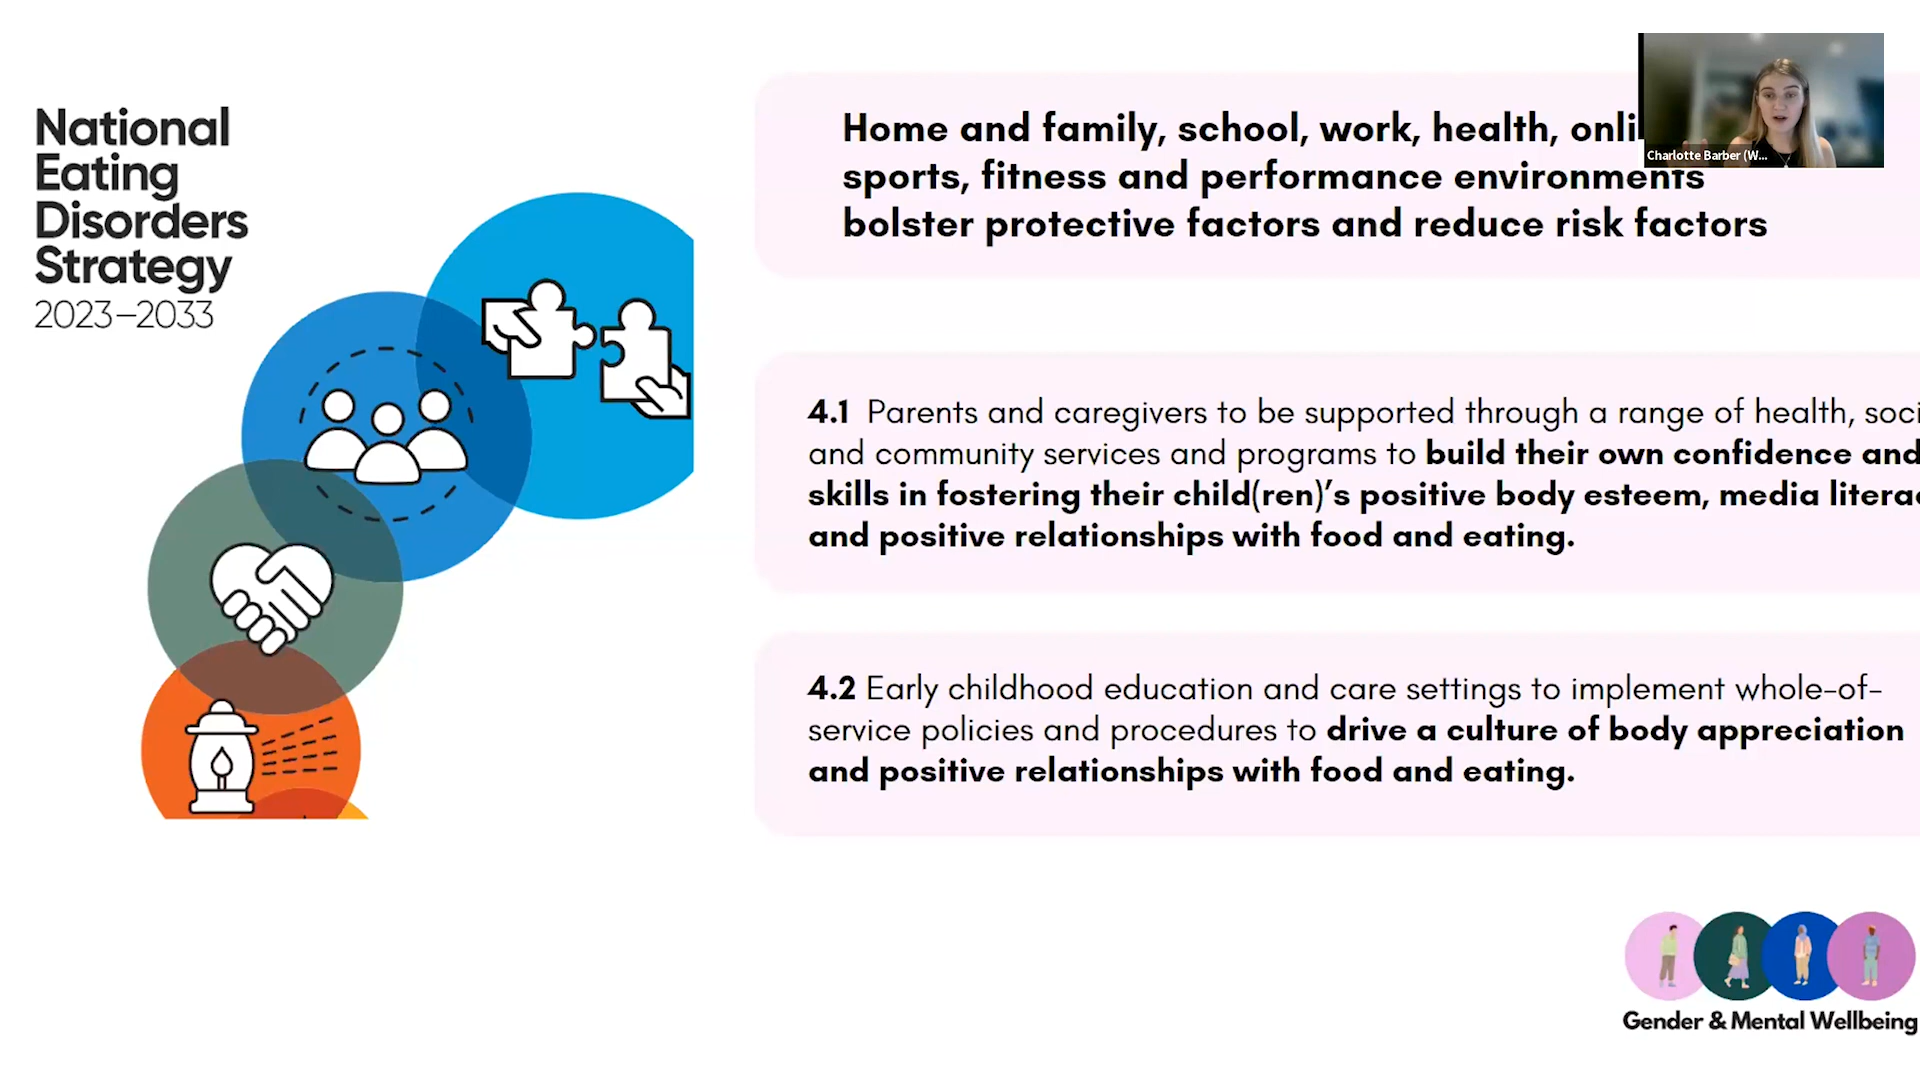 National
Eating
Disorders
Strategy
2023–2033
Home and family, school, work, health,
sports, fitness and performance environments
bolster protective factors and reduce risk factors
Charlotte Barber (W...
4.1 Parents and caregivers to be supported through a range of health,
and community services and programs to build their own confidence and
skills in fostering their child(ren)’s positive body esteem, media
and positive relationships with food and eating.
4.2 Early childhood education and care settings to implement whole-of-
service policies and procedures to drive a culture of body appreciation
and positive relationships with food and eating.
Gender & Mental Wellbeing